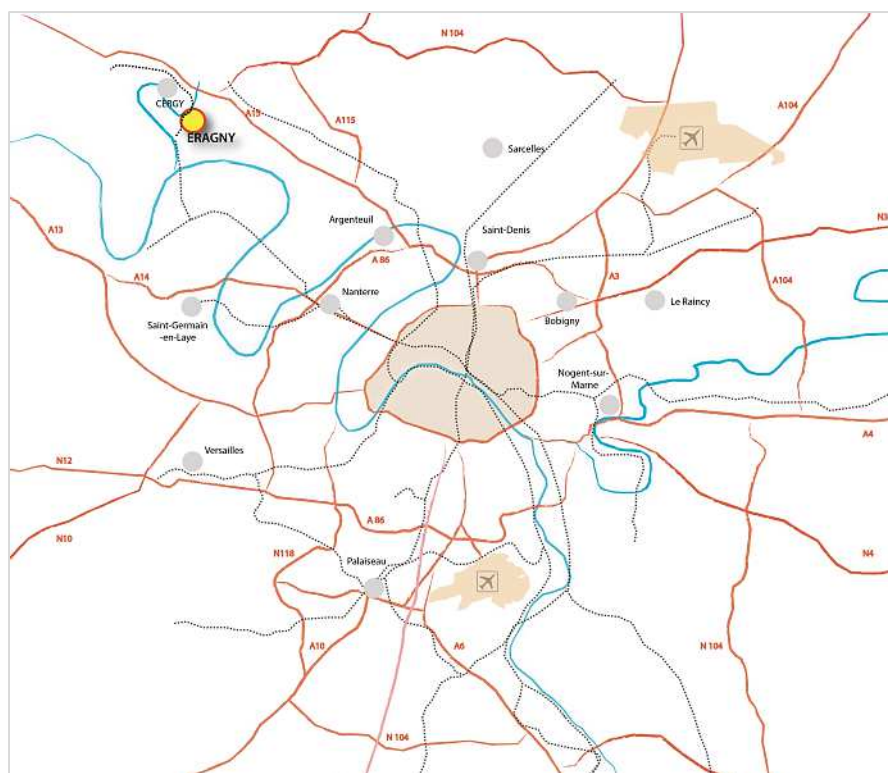 N 104
CERGY
A15
A115
A104
ERAGNY
Sarcelles
Argenteuil
Saint-Denis
A13
A 86
A14
A3
A104
Nanterre
Bobigny
Le Raincy
Saint-Germain
-en-Laye
Nogent-sur-
Marne
A4
Versailles
N12
A 86
N10
N118
N4
Palaiseau
A10
A6
N 104
N 104